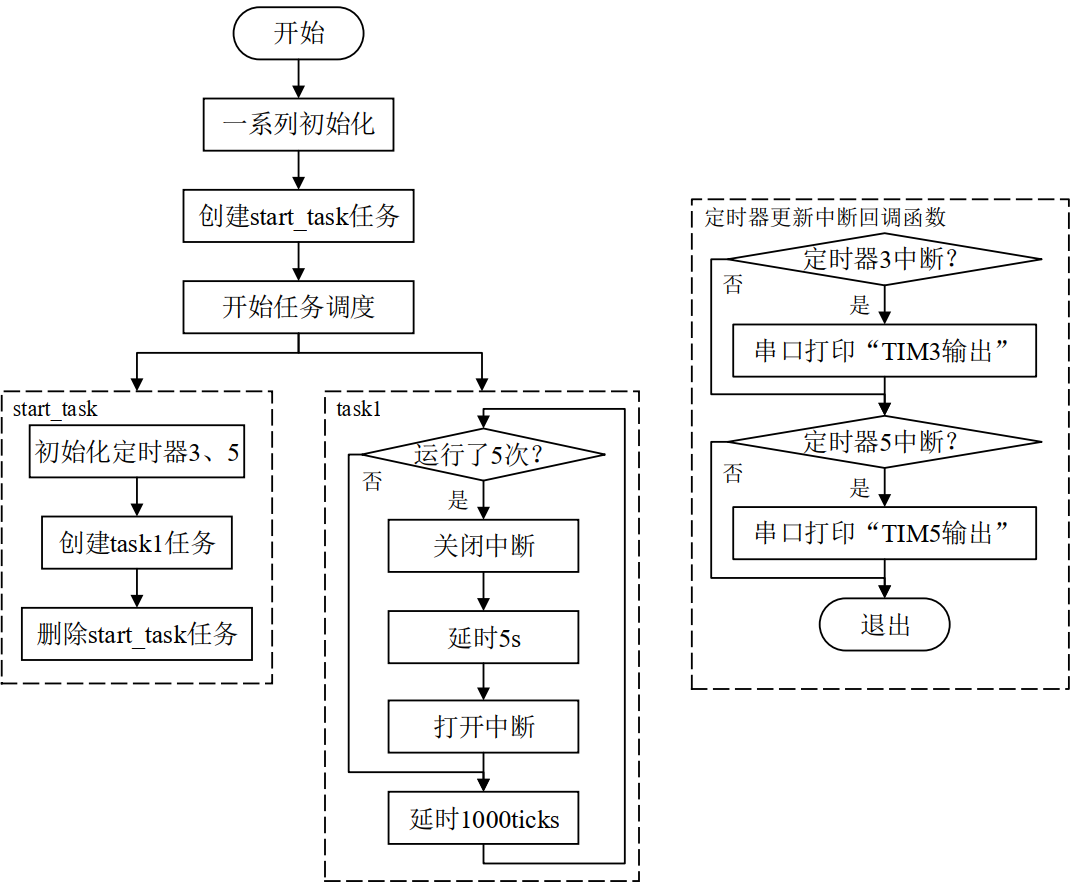 开始
一系列初始化
创建start_task任务
开始任务调度
start_task
初始化定时器3、5
创建task1任务
删除start_task任务
task1
运行了5次？
否
是
关闭中断
延时5s
打开中断
延时1000ticks
定时器更新中断回调函数
定时器3中断？
否
是
串口打印“TIM3输出”
定时器5中断？
否
是
串口打印“TIM5输出”
退出